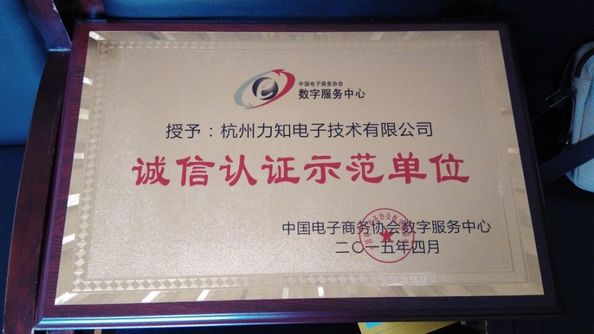 中国电子商务协会
数字服务中心
授予：杭州力知电子技术有限公司
诚信认证示范单位
中国电子商务协会数字服务中心
二〇一五年四月